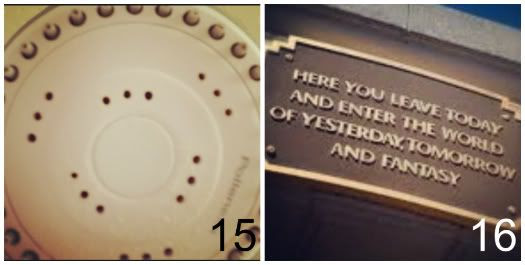 15
HERE YOU LEAVE TODAY
AND ENTER THE WORLD
OF YESTERDAY, TOMORROW
AND FANTASY
16